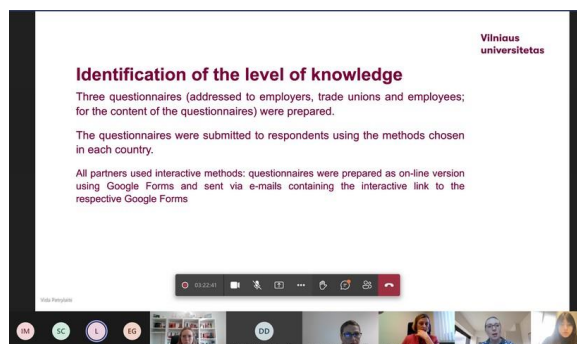 Vilniaus
universitetas
Identification of the level of knowledge
Three questionnaires (addressed to employers, trade unions and employees;
for the content of the questionnaires) were prepared.
The questionnaires were submitted to respondents using the methods chosen
in each country.
All partners used interactive methods: questionnaires were prepared as on-line version
using Google Forms and sent via e-mails containing the interactive link to the
respective Google Forms
03:22:41
IM
SC
L
EG
DD